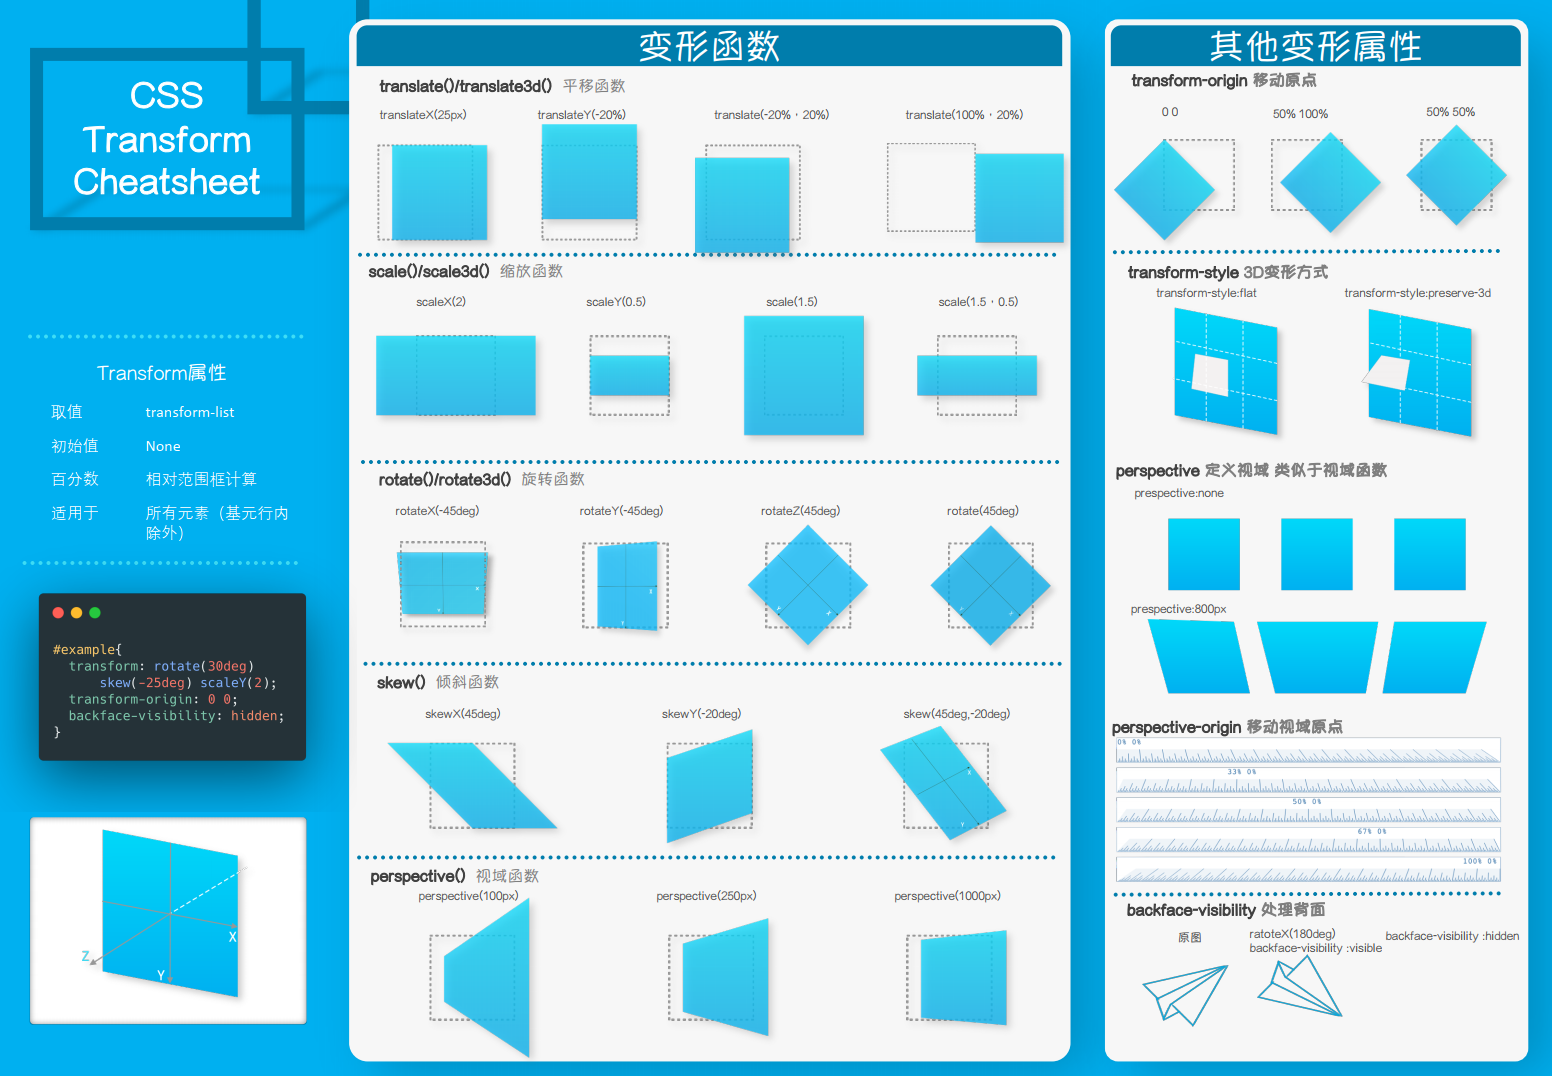 CSS
Transform
Cheatsheet
Transform属性
取值 transform-list
初始值 None
百分数 相对范围框计算
适用于 所有元素（基元行内
除外）
#example{
transform: rotate(30deg)
skew(-25deg) scaleY(2);
transform-origin: 0 0;
backface-visibility: hidden;
}
X
Y
Z
变形函数
translate()/translate3d() 平移函数
translateX(25px) translateY(-20%) translate(-20%，20%) translate(100%，20%)
scale()/scale3d() 缩放函数
scaleX(2) scaleY(0.5) scale(1.5) scale(1.5，0.5)
rotate()/rotate3d() 旋转函数
rotateX(-45deg) rotateY(-45deg) rotateZ(45deg) rotate(45deg)
skew() 倾斜函数
skewX(45deg) skewY(-20deg) skew(45deg,-20deg)
X
Y
perspective() 视域函数
perspective(100px) perspective(250px) perspective(1000px)
其他变形属性
transform-origin 移动原点
0 0 50% 100% 50% 50%
transform-style 3D变形方式
transform-style:flat transform-style:preserve-3d
perspective 定义视域 类似于视域函数
prespective:none
prespective:800px
perspective-origin 移动视域原点
0% 0%
33% 0%
50% 0%
67% 0%
100% 0%
backface-visibility 处理背面
原图 ratoteX(180deg) backface-visibility :hidden
backface-visibility :visible